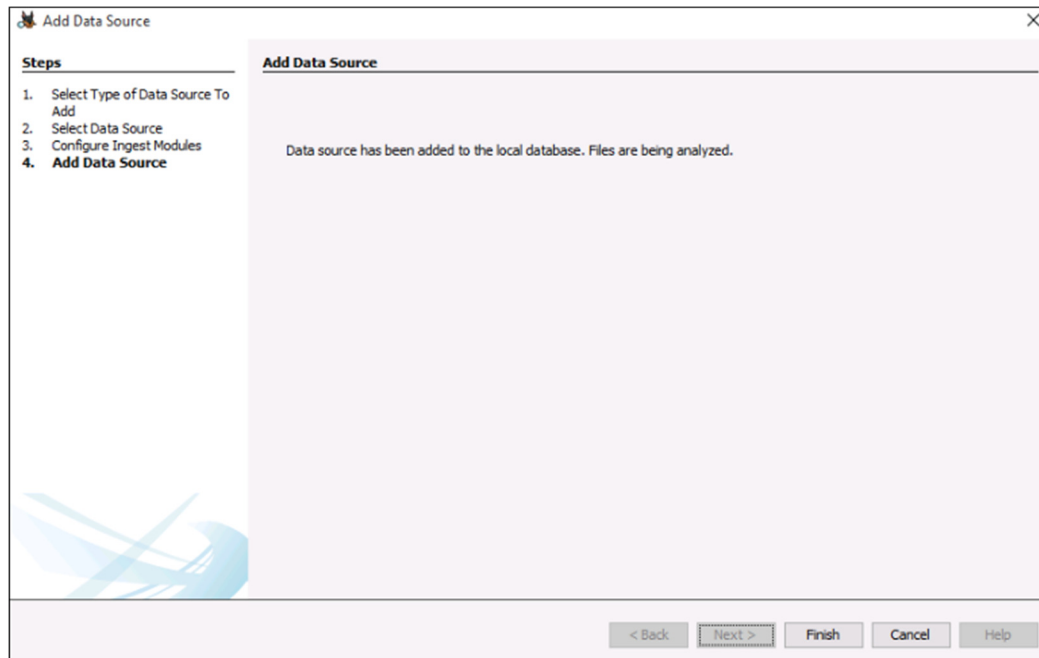 Add Data Source
Steps
1. Select Type of Data Source To
Add
2. Select Data Source
3. Configure Ingest Modules
4. Add Data Source
Add Data Source
Data source has been added to the local database. Files are being analyzed.
< Back Next > Finish Cancel Help